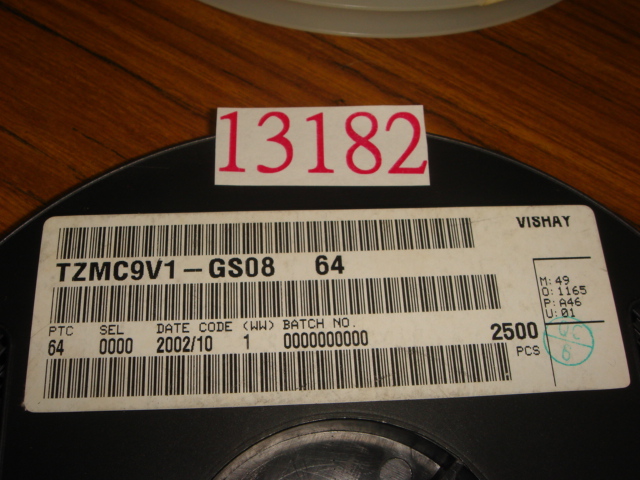 13182
VISHAY
TZMC9V1-GS08 64
M: 49
O: 1165
P: A46
U: 01
PTC SEL DATE CODE (WW) BATCH NO.
64 0000 2002/10 1 0000000000
2500
PCS